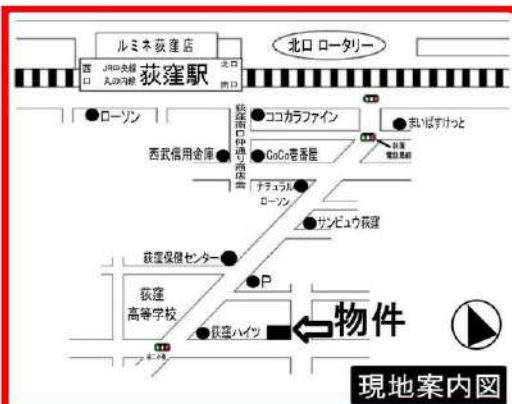 ルミネ荻窪店
北口 ロータリー
西口
JR中央線
丸の内線
荻窪駅
北口
南口
ローソン
荻窪南口仲通り商店会
ココカラファイン
まいばすけっと
西武信用金庫
CoCo壱番屋
ナチュラル
ローソン
サンビュウ荻窪
荻窪保健センター
P
荻窪
高等学校
荻窪ハイツ
物件
現地案内図